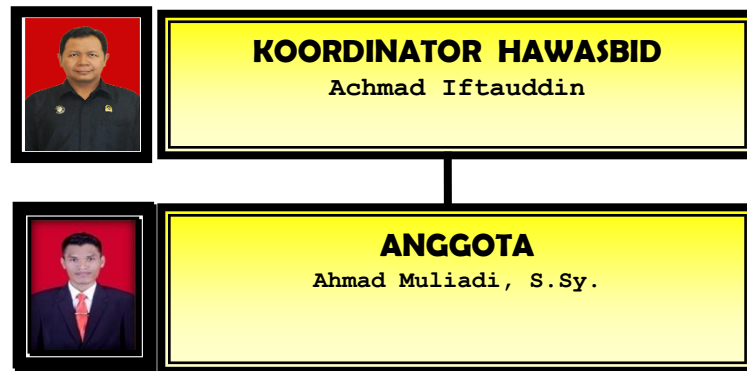 KOORDINATOR HAWASBID
Achmad Iftauddin
ANGGOTA
Ahmad Muliadi, S.Sy.